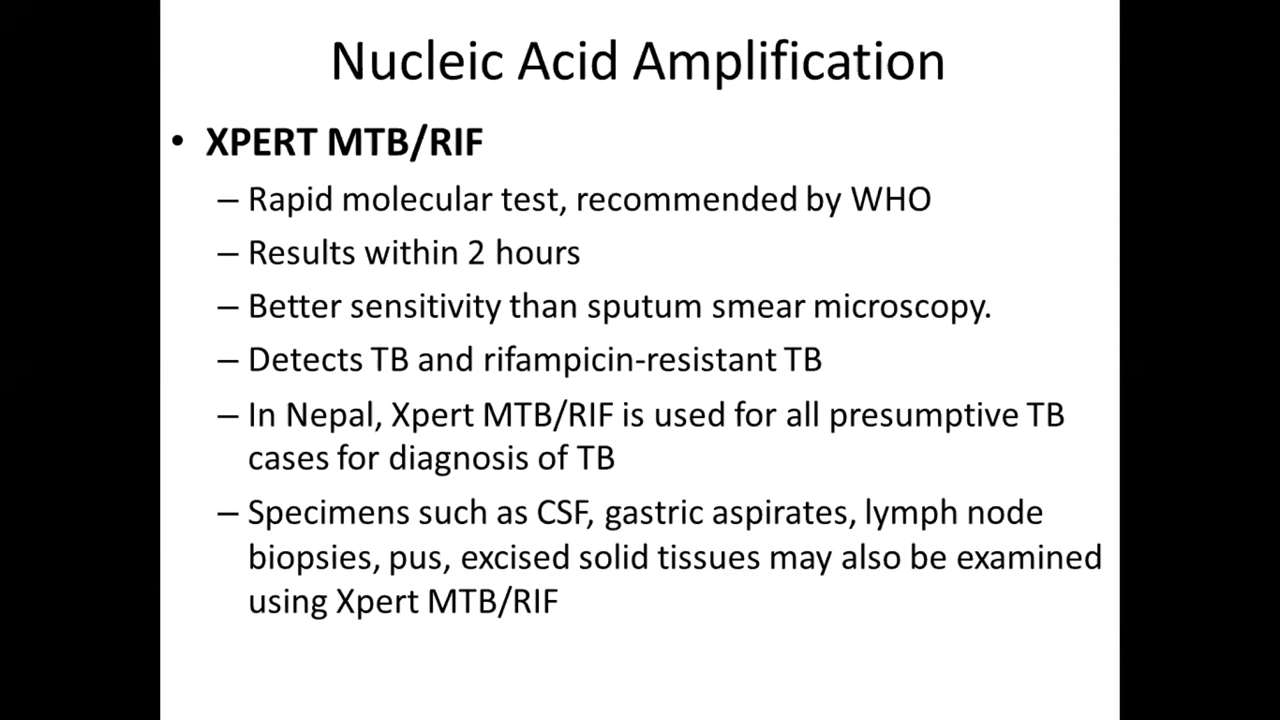 Nucleic Acid Amplification
• XPERT MTB/RIF
– Rapid molecular test, recommended by WHO
– Results within 2 hours
– Better sensitivity than sputum smear microscopy.
– Detects TB and rifampicin-resistant TB
– In Nepal, Xpert MTB/RIF is used for all presumptive TB
cases for diagnosis of TB
– Specimens such as CSF, gastric aspirates, lymph node
biopsies, pus, excised solid tissues may also be examined
using Xpert MTB/RIF